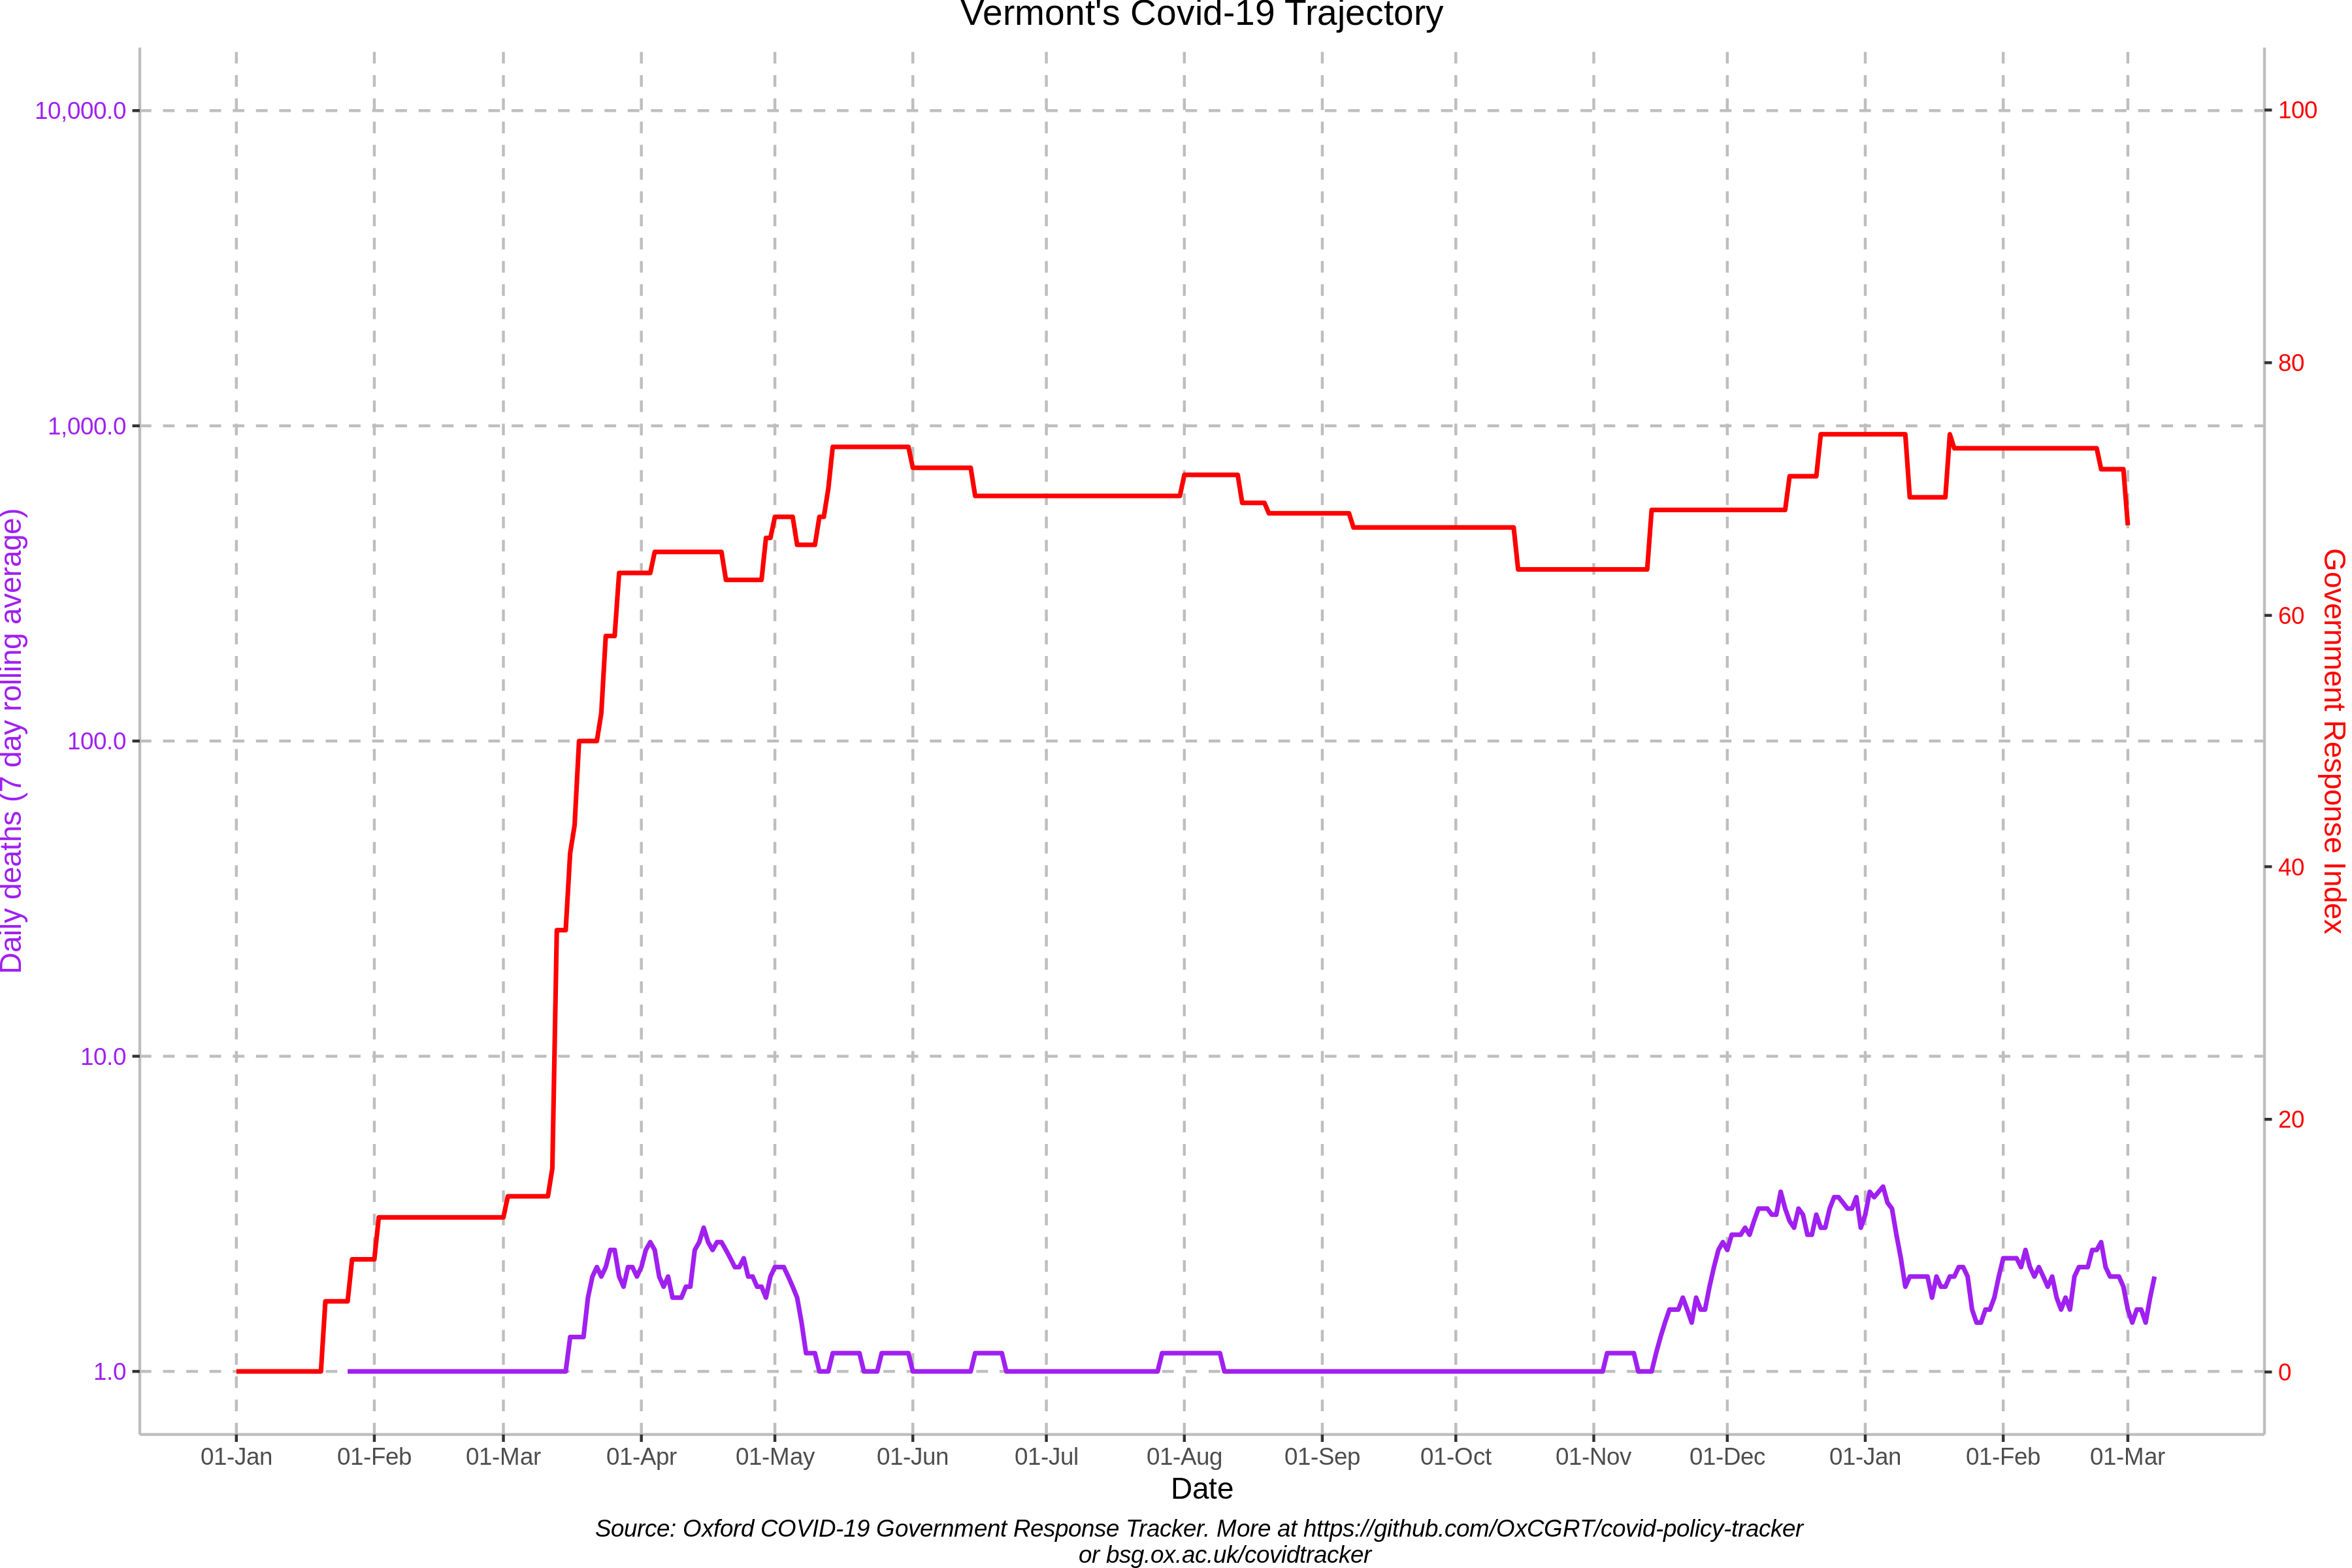 Vermont's Covid-19 Trajectory
10,000.0
1,000.0
100.0
10.0
1.0
Daily deaths (7 day rolling average)
100
80
60
40
20
0
Government Response Index
01-Jan 01-Feb 01-Mar 01-Apr 01-May 01-Jun 01-Jul 01-Aug 01-Sep 01-Oct 01-Nov 01-Dec 01-Jan 01-Feb 01-Mar
Date
Source: Oxford COVID-19 Government Response Tracker. More at https://github.com/OxCGRT/covid-policy-tracker
or bsg.ox.ac.uk/covidtracker